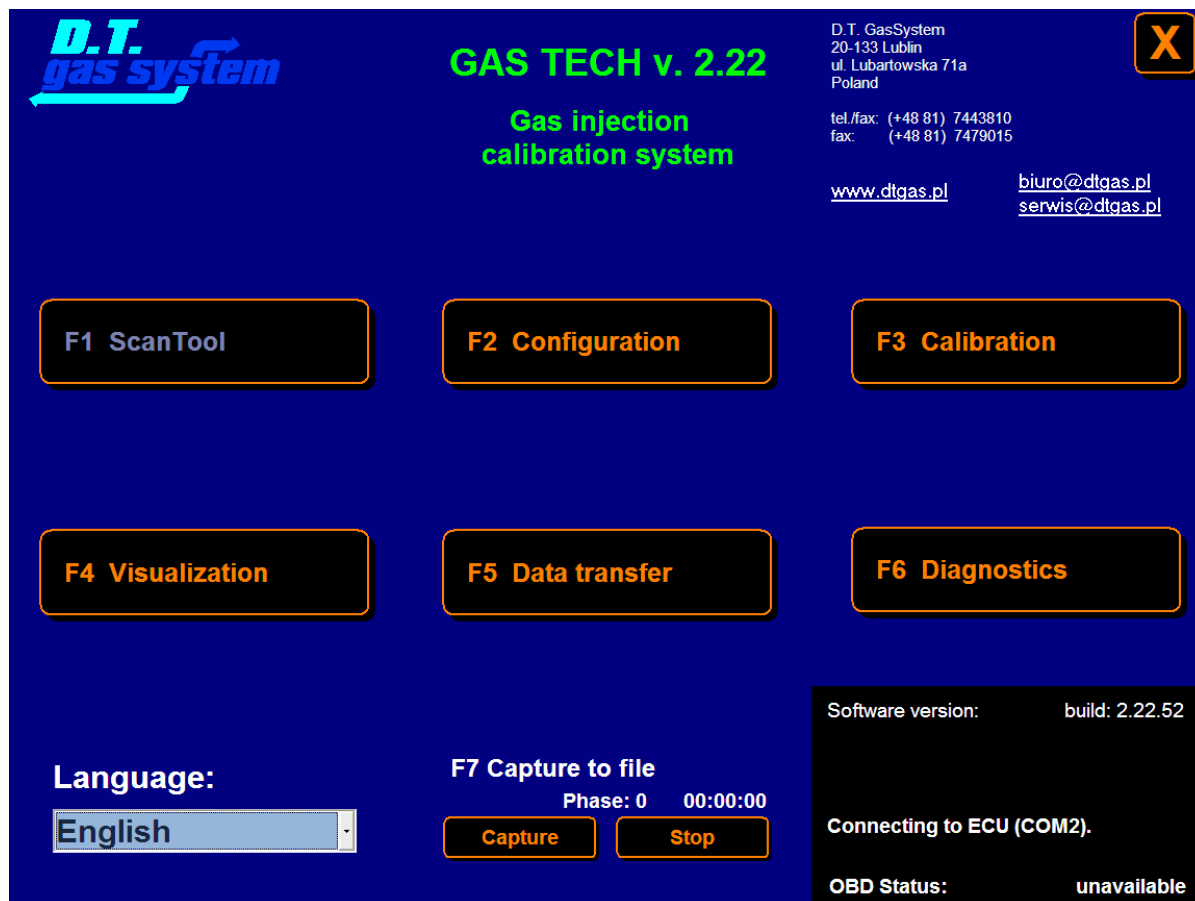 D.T.
gas system
GAS TECH v. 2.22
Gas injection
calibration system
D.T. GasSystem
20-133 Lublin
ul. Lubartowska 71a
Poland
tel./fax: (+48 81) 7443810
fax: (+48 81) 7479015
www.dtgas.pl
biuro@dtgas.pl
serwis@dtgas.pl
X
F1 ScanTool
F2 Configuration
F3 Calibration
F4 Visualization
F5 Data transfer
F6 Diagnostics
Language:
English
F7 Capture to file
Phase: 0 00:00:00
Capture Stop
Software version: build: 2.22.52
Connecting to ECU (COM2).
OBD Status: unavailable